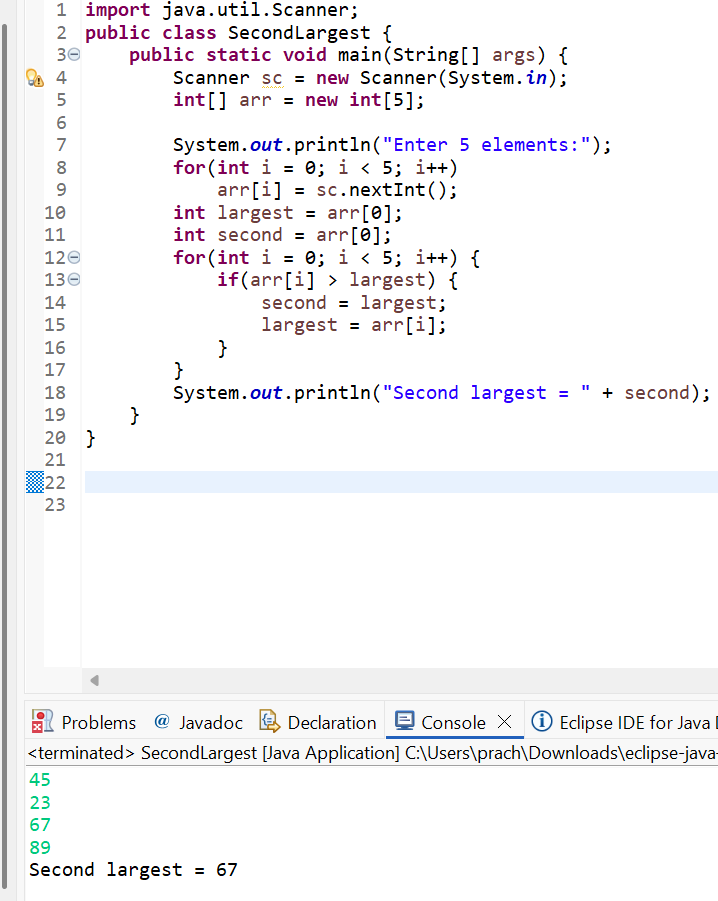 1 import java.util.Scanner;
2 public class SecondLargest {
3 public static void main(String[] args) {
4 Scanner sc = new Scanner(System.in);
5 int[] arr = new int[5];
6
7 System.out.println("Enter 5 elements:");
8 for(int i = 0; i < 5; i++)
9 arr[i] = sc.nextInt();
10 int largest = arr[0];
11 int second = arr[0];
12 for(int i = 0; i < 5; i++) {
13 if(arr[i] > largest) {
14 second = largest;
15 largest = arr[i];
16 }
17 }
18 System.out.println("Second largest = " + second);
19 }
20 }
21
22
23
Problems @ Javadoc Declaration Console Eclipse IDE for Java
<terminated> SecondLargest [Java Application] C:\Users\prach\Downloads\eclipse-java-
45
23
67
89
Second largest = 67